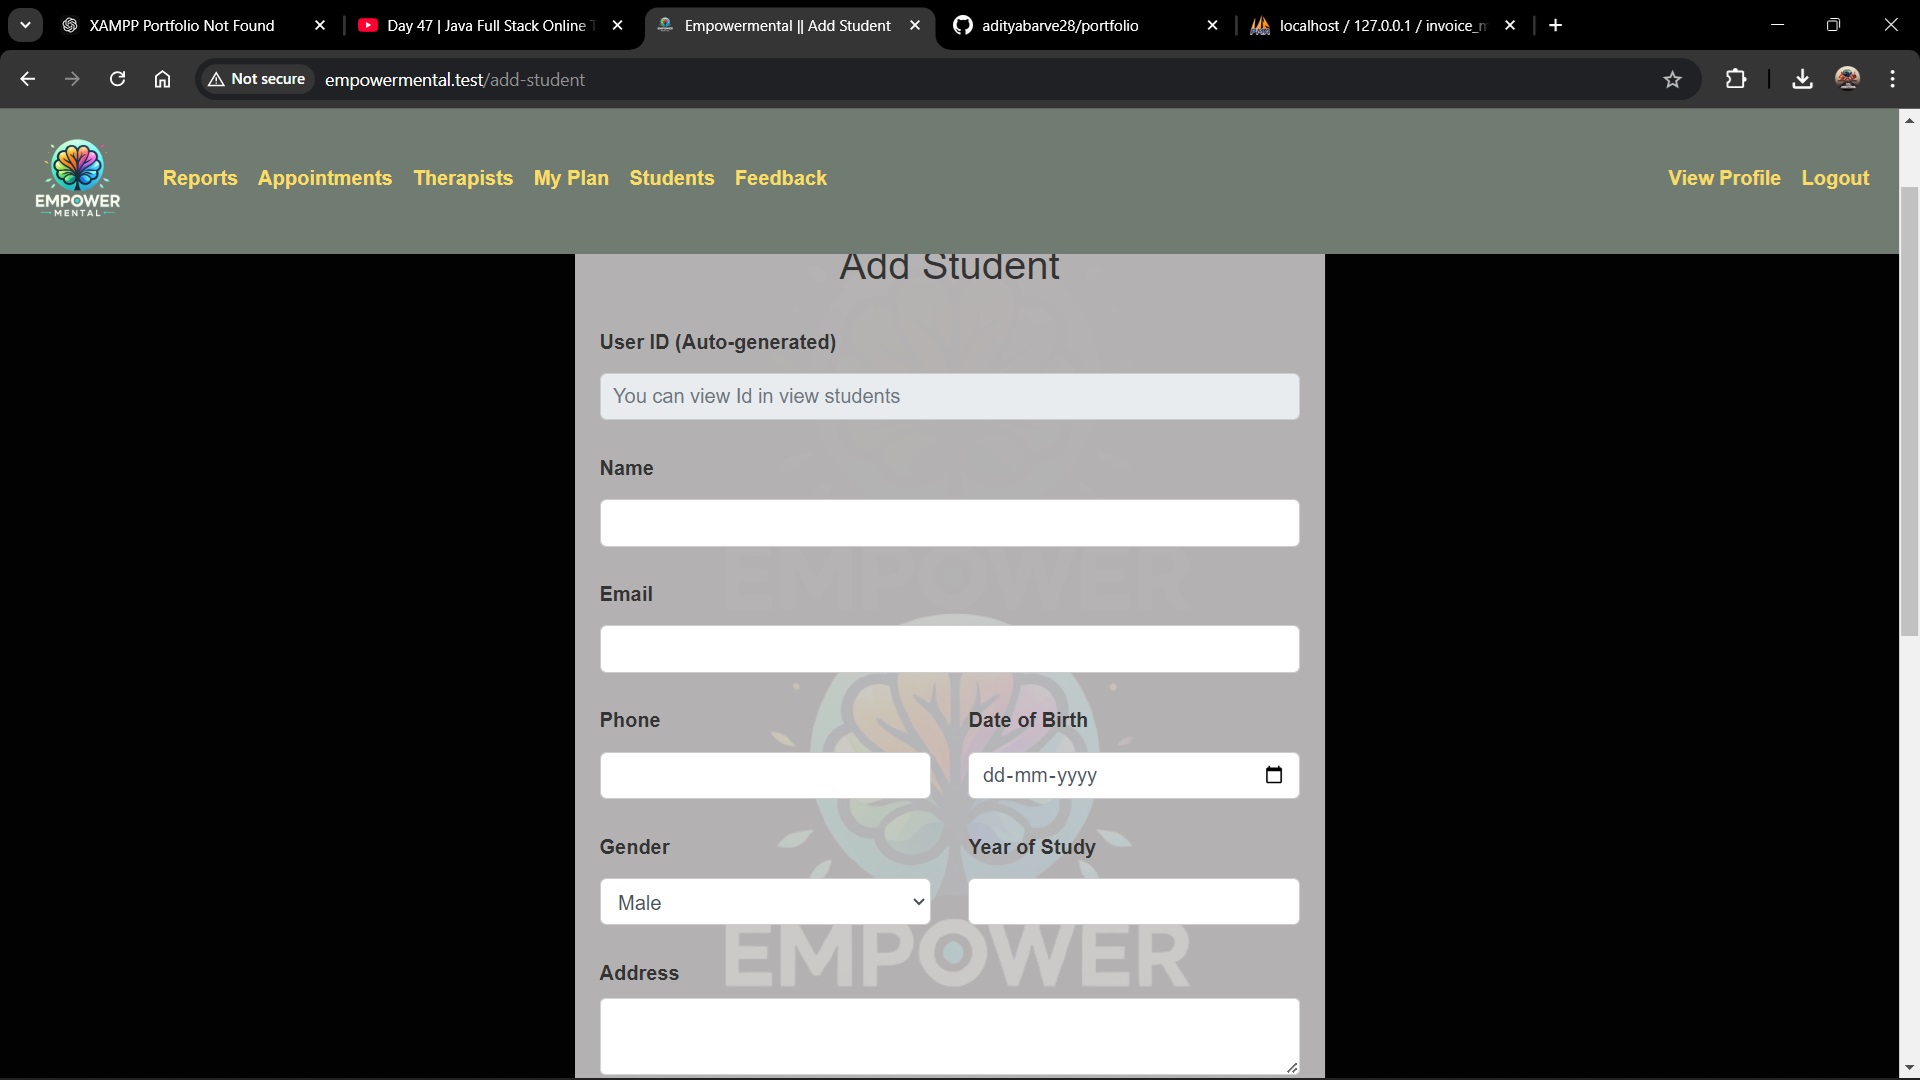 XAMPP Portfolio Not Found
Day 47 | Java Full Stack Online
Empowermental || Add Student
adityabarve28/portfolio
localhost / 127.0.0.1 / invoice_m
Not secure
empowermental.test/add-student
EMPOWER
MENTAL
Reports
Appointments
Therapists
My Plan
Students
Feedback
View Profile
Logout
Add Student
User ID (Auto-generated)
You can view Id in view students
Name
EMPOWER
Email
Phone
Date of Birth
dd-mm-yyyy
Gender
Year of Study
Male
EMPOWER
Address